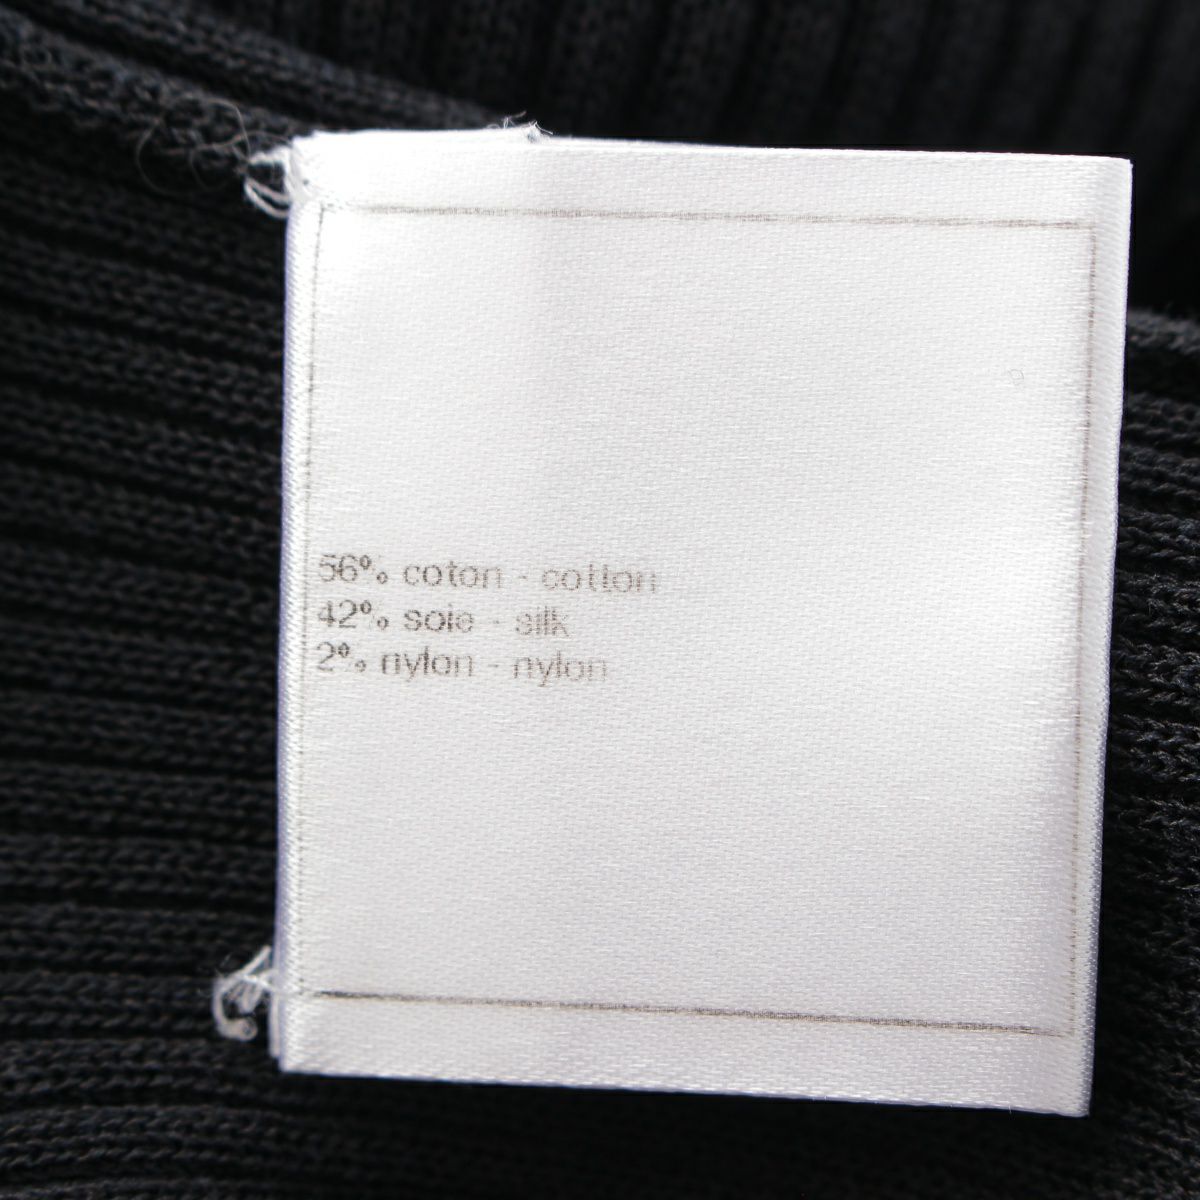 56% coton - cotton
42% soie - silk
2% nylon - nylon